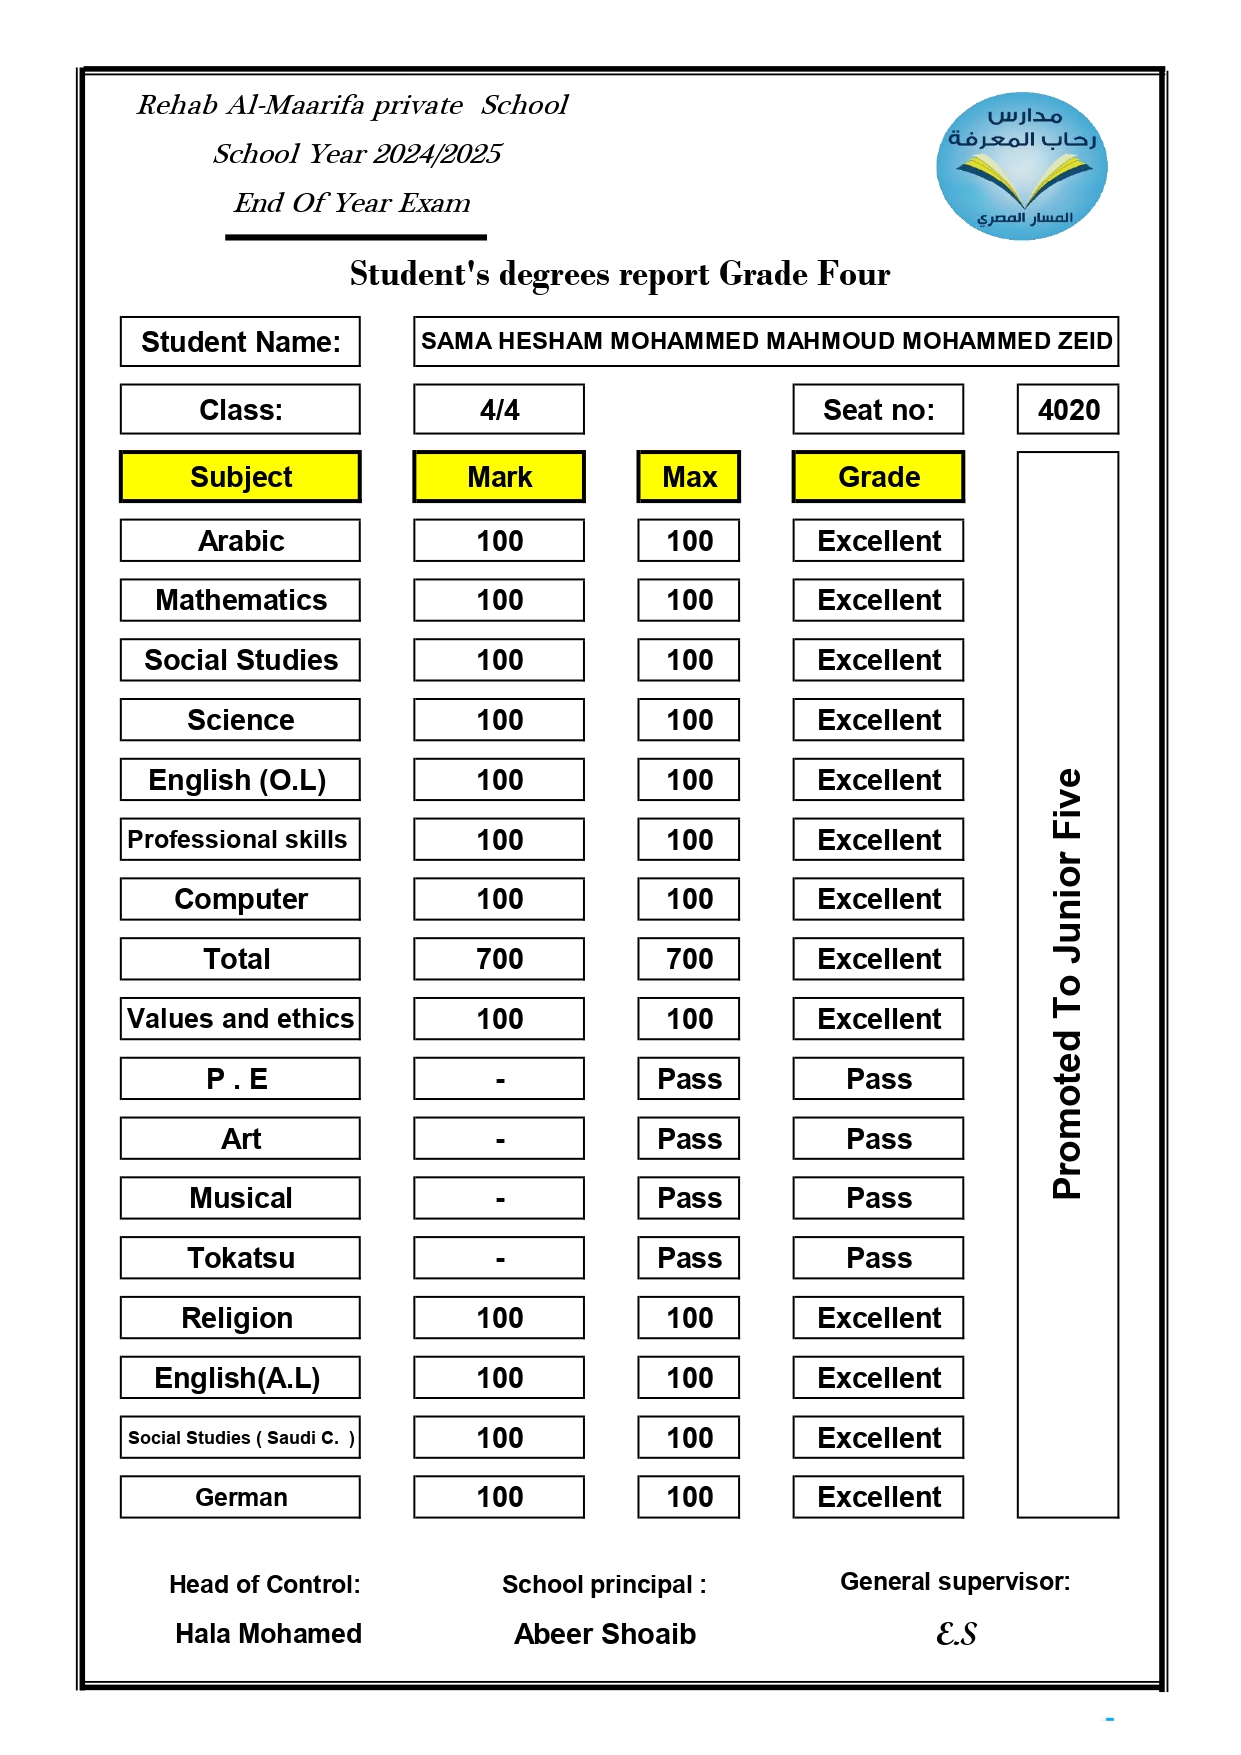 Rehab Al-Maarifa private School
School Year 2024/2025
End Of Year Exam
مدارس
رحاب المعرفة
المسار المصري
Student's degrees report Grade Four
Student Name: SAMA HESHAM MOHAMMED MAHMOUD MOHAMMED ZEID
Class: 4/4 Seat no: 4020
Subject Mark Max Grade
Arabic 100 100 Excellent
Mathematics 100 100 Excellent
Social Studies 100 100 Excellent
Science 100 100 Excellent
English (O.L) 100 100 Excellent
Professional skills 100 100 Excellent
Computer 100 100 Excellent
Total 700 700 Excellent
Values and ethics 100 100 Excellent
P . E - Pass Pass
Art - Pass Pass
Musical - Pass Pass
Tokatsu - Pass Pass
Religion 100 100 Excellent
English(A.L) 100 100 Excellent
Social Studies ( Saudi C. ) 100 100 Excellent
German 100 100 Excellent
Promoted To Junior Five
Head of Control: School principal : General supervisor:
Hala Mohamed Abeer Shoaib E.S